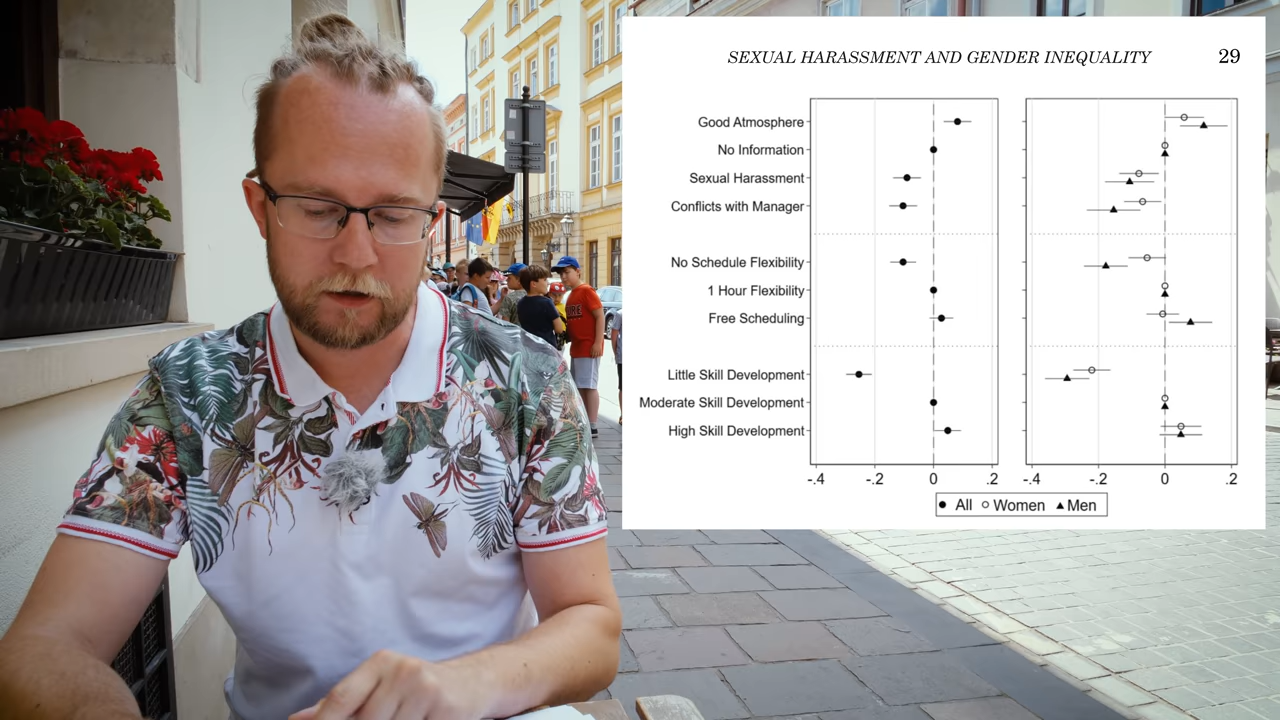 SEXUAL HARASSMENT AND GENDER INEQUALITY 29
Good Atmosphere
No Information
Sexual Harassment
Conflicts with Manager
No Schedule Flexibility
1 Hour Flexibility
Free Scheduling
Little Skill Development
Moderate Skill Development
High Skill Development
-.4 -.2 0 .2 -.4 -.2 0 .2
All Women Men